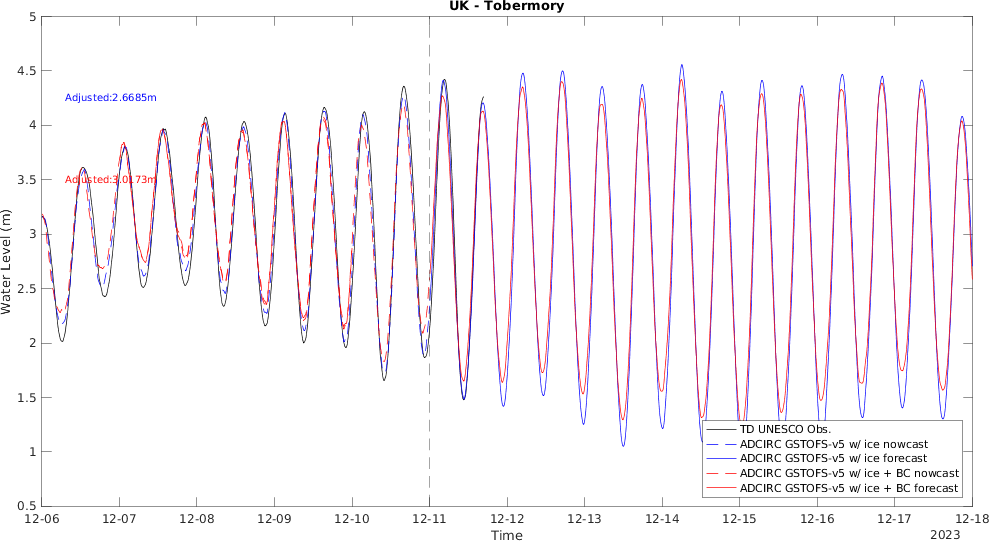 UK - Tobermory
5
4.5
4
3.5
3
2.5
2
1.5
1
0.5
Water Level (m)
Adjusted:2.6685m
Adjusted:3.0173m
TD UNESCO Obs.
ADCIRC GSTOFS-v5 w/ ice nowcast
ADCIRC GSTOFS-v5 w/ ice forecast
ADCIRC GSTOFS-v5 w/ ice + BC nowcast
ADCIRC GSTOFS-v5 w/ ice + BC forecast
12-06 12-07 12-08 12-09 12-10 12-11 12-12 12-13 12-14 12-15 12-16 12-17 12-18
Time
2023